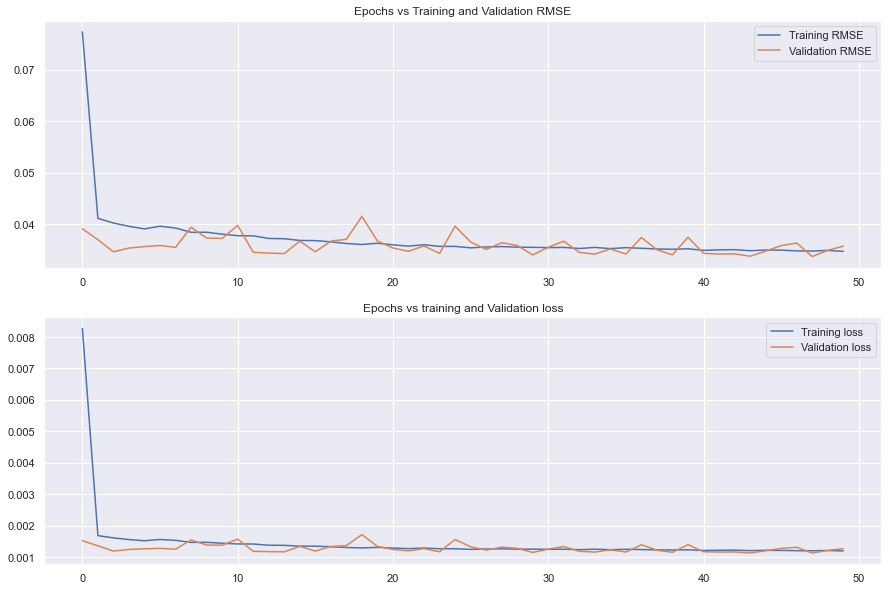 Epochs vs Training and Validation RMSE
Training RMSE
Validation RMSE
0.07
0.06
0.05
0.04
0 10 20 30 40 50
Epochs vs training and Validation loss
Training loss
Validation loss
0.008
0.007
0.006
0.005
0.004
0.003
0.002
0.001
0 10 20 30 40 50